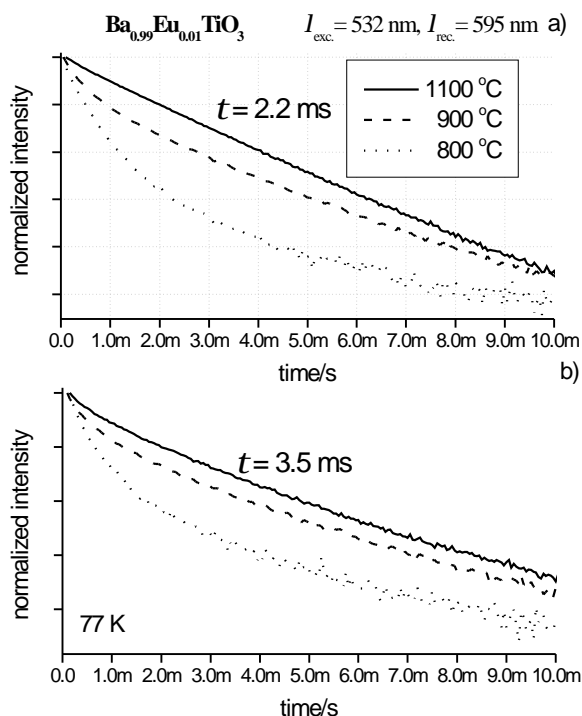 Ba0.99Eu0.01TiO3 lexc. = 532 nm, lrec. = 595 nm a)
t = 2.2 ms
1100 °C
900 °C
800 °C
normalized intensity
0.0 1.0m 2.0m 3.0m 4.0m 5.0m 6.0m 7.0m 8.0m 9.0m 10.0m
time/s
b)
t = 3.5 ms
normalized intensity
77 K
0.0 1.0m 2.0m 3.0m 4.0m 5.0m 6.0m 7.0m 8.0m 9.0m 10.0m
time/s